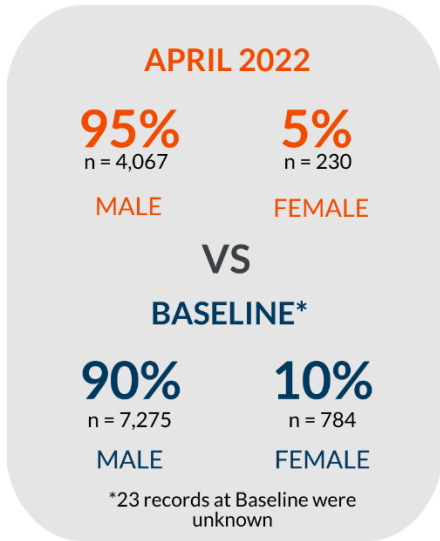 APRIL 2022
95% 5%
n = 4,067 n = 230
MALE FEMALE
VS
BASELINE*
90% 10%
n = 7,275 n = 784
MALE FEMALE
*23 records at Baseline were
unknown